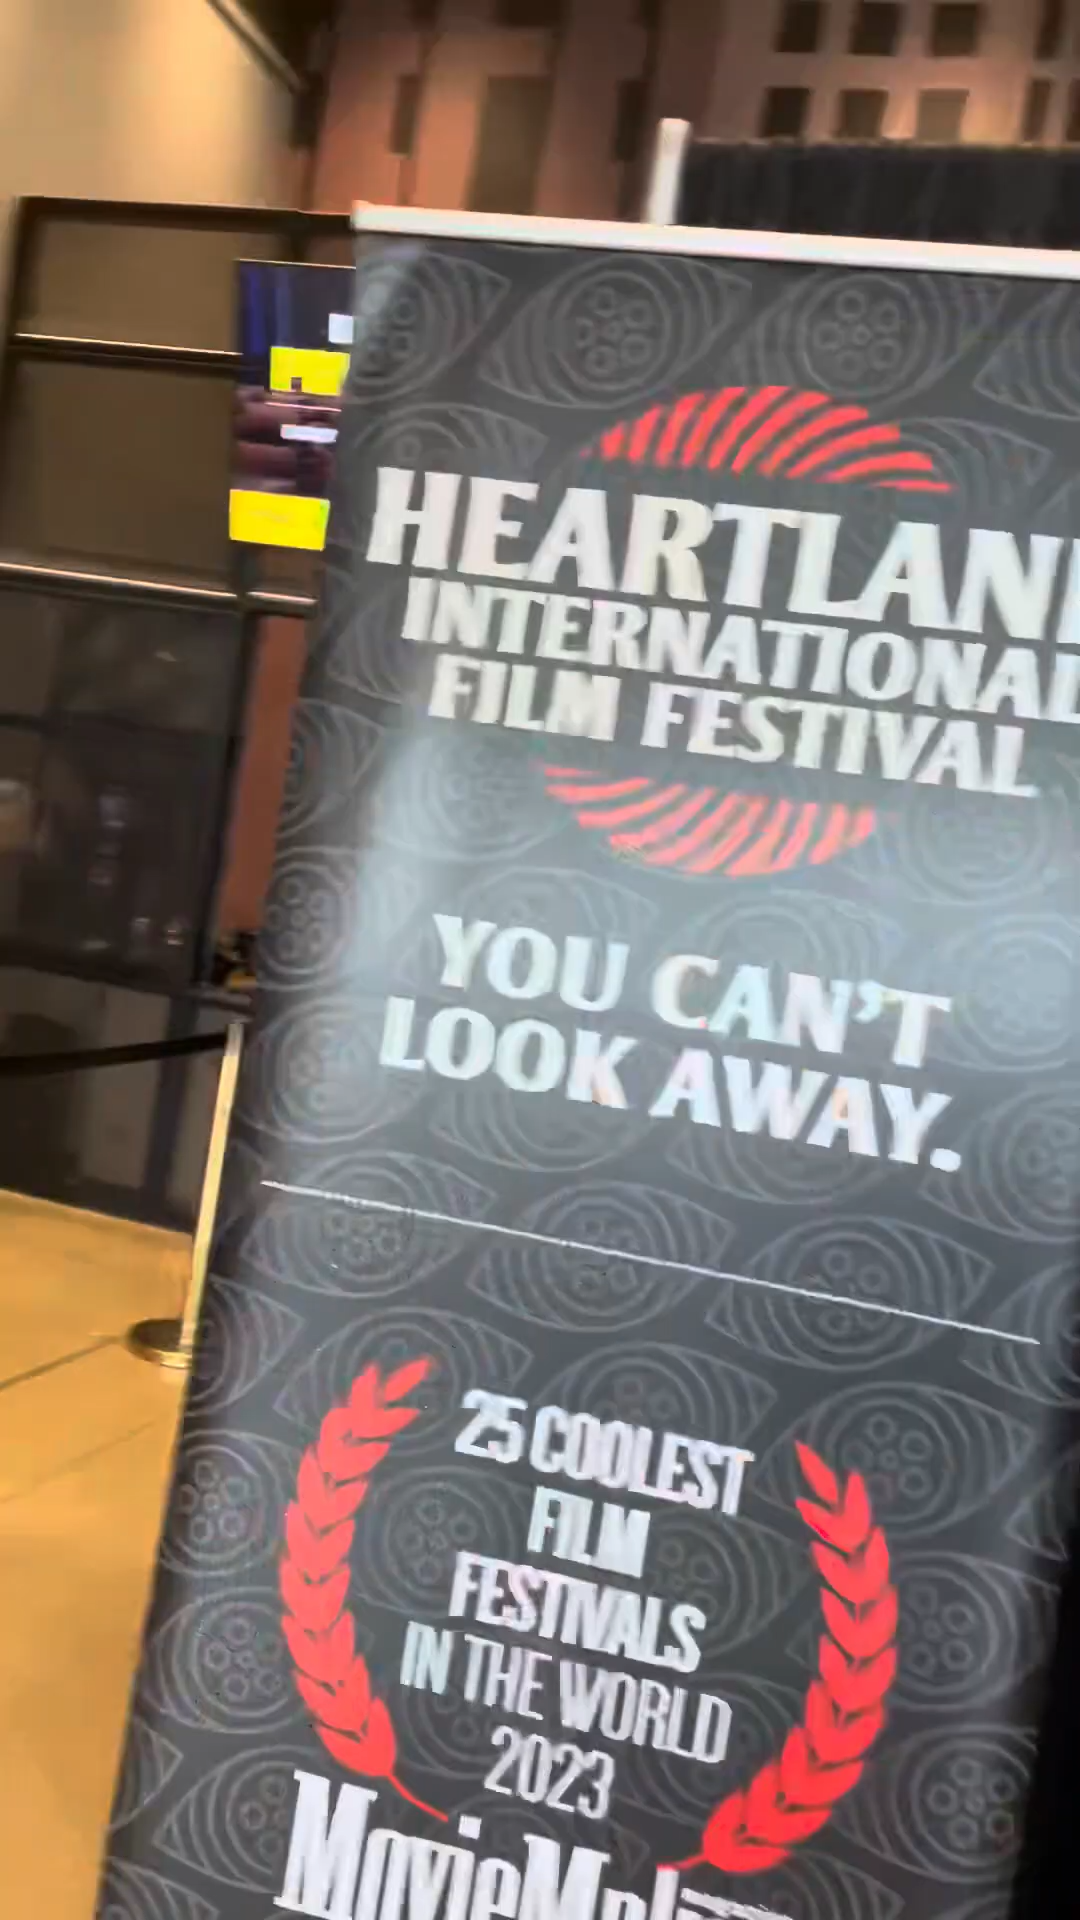 HEARTLAN
INTERNATIONAL
FILM FESTIVAL
YOU CAN'T
LOOK AWAY.
25 COOLEST
FILM
FESTIVALS
IN THE WORLD
2023